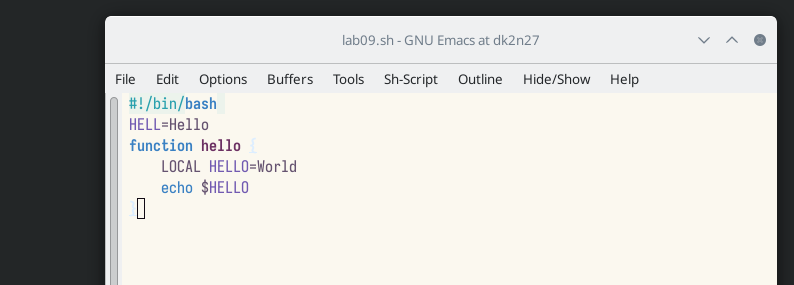 lab09.sh - GNU Emacs at dk2n27
File Edit Options Buffers Tools Sh-Script Outline Hide/Show Help
#!/bin/bash
HELL=Hello
function hello {
    LOCAL HELLO=World
    echo $HELLO
}